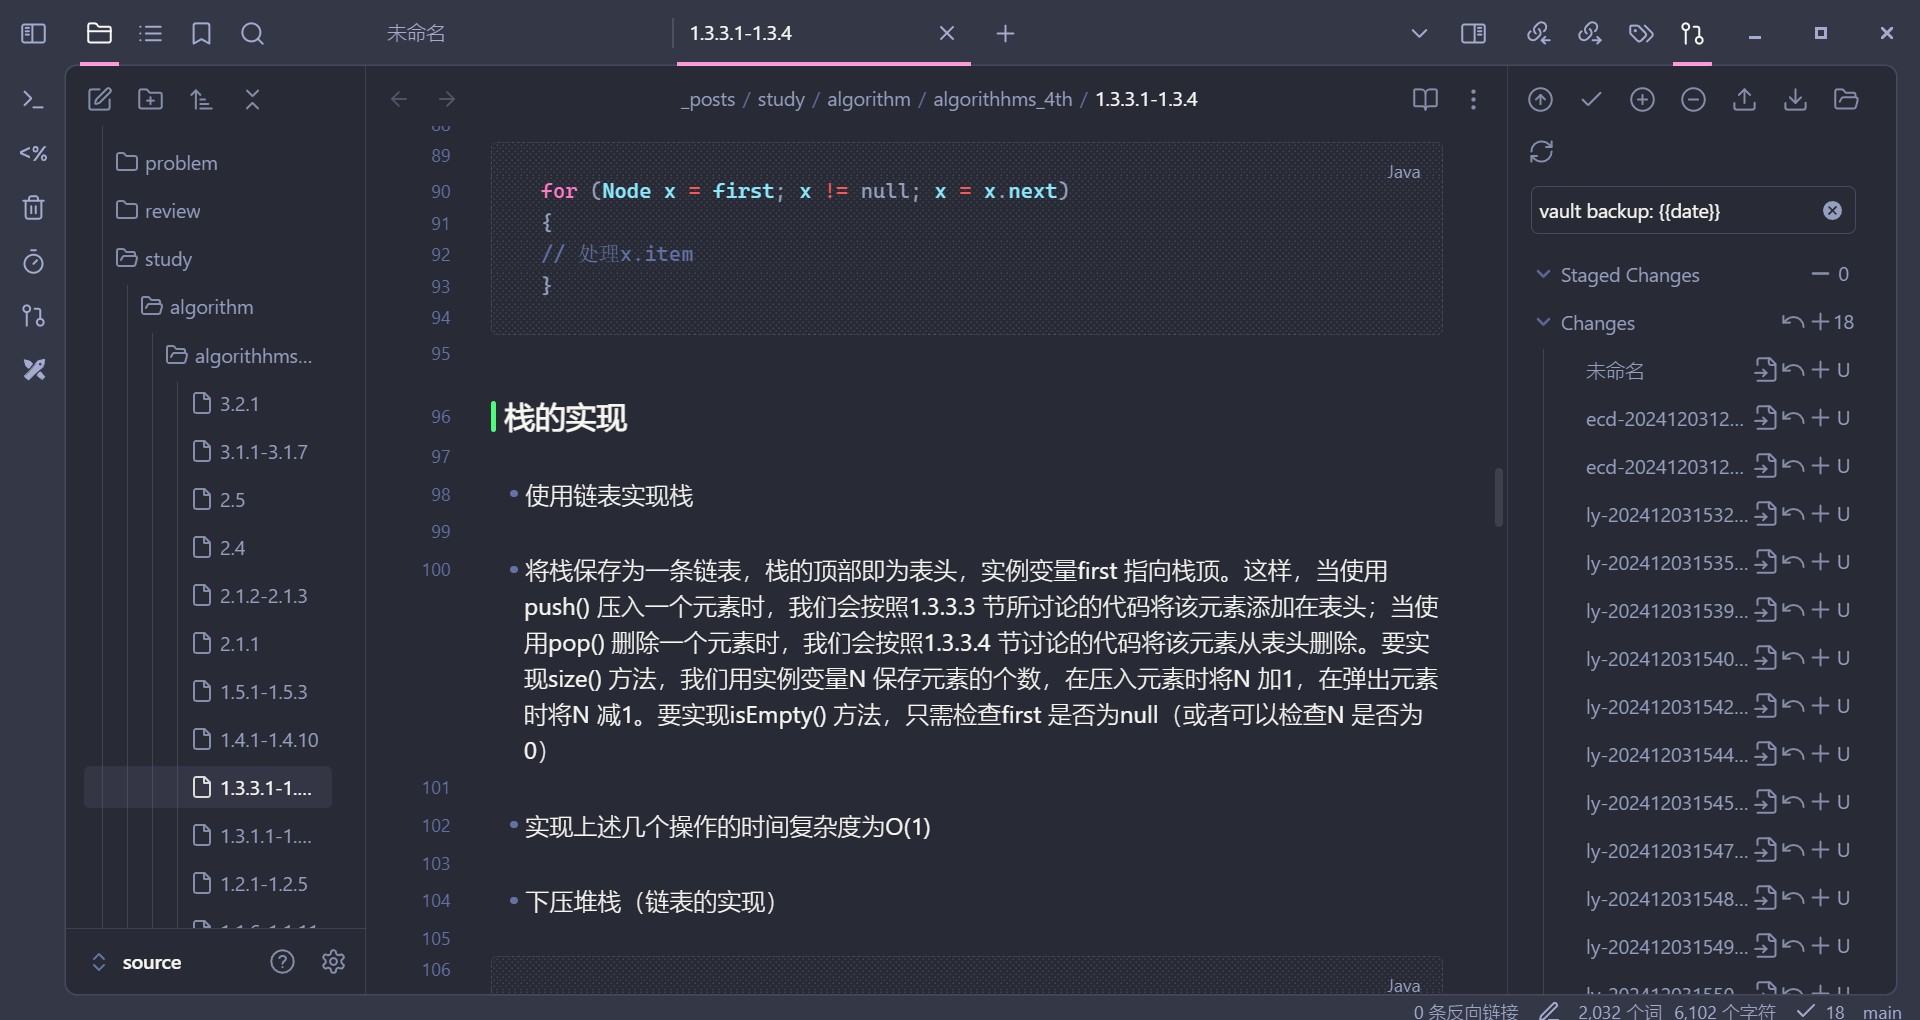 未命名
1.3.3.1-1.3.4
_posts / study / algorithm / algorithhms_4th / 1.3.3.1-1.3.4
problem
review
study
algorithm
algorithhms...
3.2.1
3.1.1-3.1.7
2.5
2.4
2.1.2-2.1.3
2.1.1
1.5.1-1.5.3
1.4.1-1.4.10
1.3.3.1-1....
1.3.1.1-1....
1.2.1-1.2.5
source
88
89
Java
90 for (Node x = first; x != null; x = x.next)
91 {
92 // 处理x.item
93 }
94
95
96 栈的实现
97
98 使用链表实现栈
99
100 将栈保存为一条链表，栈的顶部即为表头，实例变量first 指向栈顶。这样，当使用
push() 压入一个元素时，我们会按照1.3.3.3 节所讨论的代码将该元素添加在表头；当使
用pop() 删除一个元素时，我们会按照1.3.3.4 节讨论的代码将该元素从表头删除。要实
现size() 方法，我们用实例变量N 保存元素的个数，在压入元素时将N 加1，在弹出元素
时将N 减1。要实现isEmpty() 方法，只需检查first 是否为null（或者可以检查N 是否为
0）
101
102 实现上述几个操作的时间复杂度为O(1)
103
104 下压堆栈（链表的实现）
105
106
Java
vault backup: {{date}}
Staged Changes 0
Changes 18
未命名 U
ecd-2024120312... U
ecd-2024120312... U
ly-202412031532... U
ly-202412031535... U
ly-202412031539... U
ly-202412031540... U
ly-202412031542... U
ly-202412031544... U
ly-202412031545... U
ly-202412031547... U
ly-202412031548... U
ly-202412031549... U
ly-202412031550...
0 条反向链接 2,032 个词 6,102 个字符 18 main